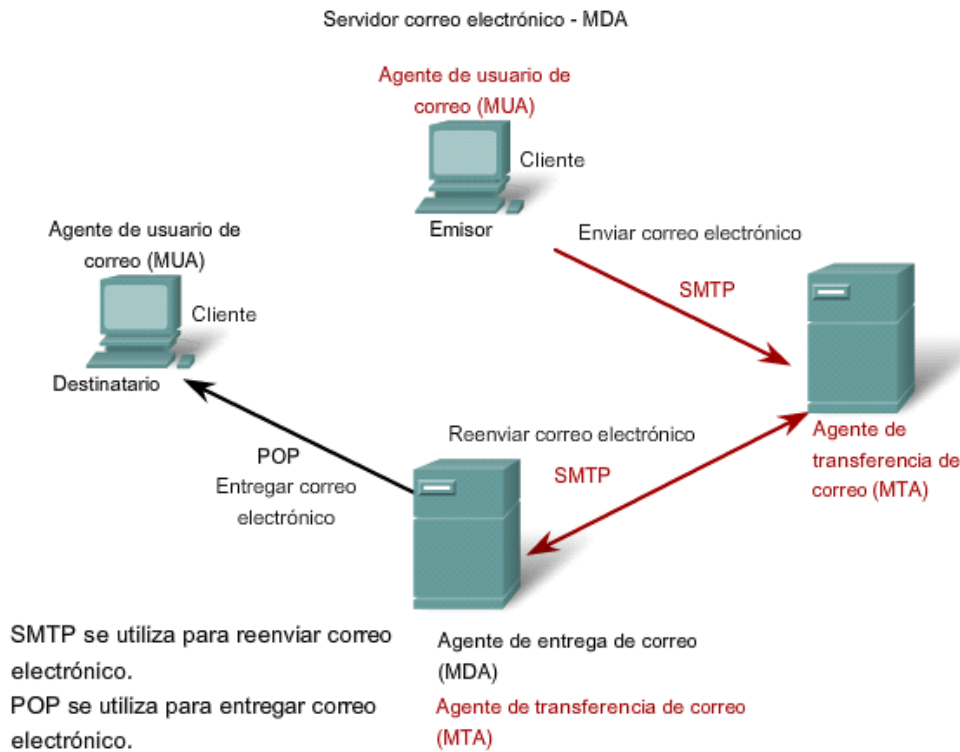 Servidor correo electrónico - MDA
Agente de usuario de
correo (MUA)
Cliente
Emisor
Enviar correo electrónico
SMTP
Agente de usuario de
correo (MUA)
Cliente
Destinatario
Reenviar correo electrónico
SMTP
Agente de
transferencia de
correo (MTA)
POP
Entregar correo
electrónico
SMTP se utiliza para reenviar correo
electrónico.
POP se utiliza para entregar correo
electrónico.
Agente de entrega de correo
(MDA)
Agente de transferencia de correo
(MTA)